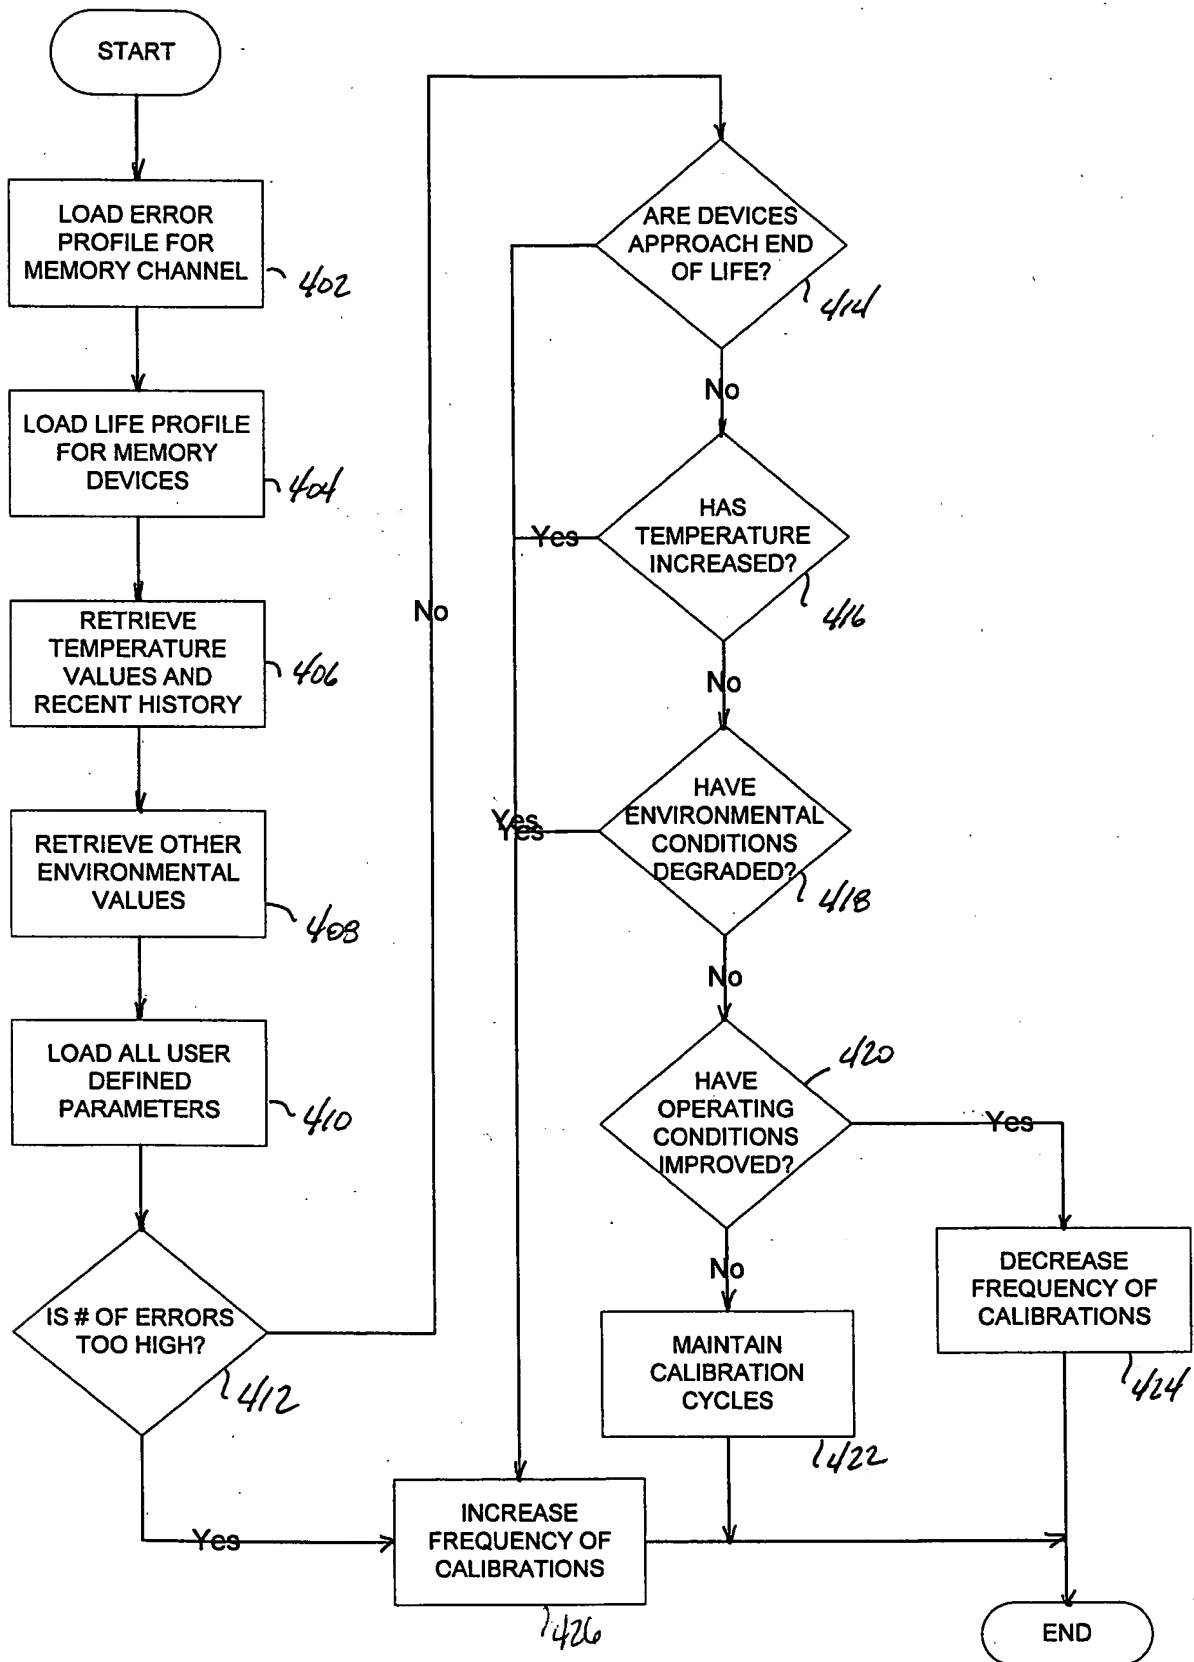 START
LOAD ERROR
PROFILE FOR
MEMORY CHANNEL
402
LOAD LIFE PROFILE
FOR MEMORY
DEVICES
404
RETRIEVE
TEMPERATURE
VALUES AND
RECENT HISTORY
406
RETRIEVE OTHER
ENVIRONMENTAL
VALUES
408
LOAD ALL USER
DEFINED
PARAMETERS
410
IS # OF ERRORS
TOO HIGH?
412
No
Yes
ARE DEVICES
APPROACH END
OF LIFE?
414
No
HAS
TEMPERATURE
INCREASED?
416
Yes
No
HAVE
ENVIRONMENTAL
CONDITIONS
DEGRADED?
418
Yes
Yes
No
HAVE
OPERATING
CONDITIONS
IMPROVED?
420
Yes
No
MAINTAIN
CALIBRATION
CYCLES
422
DECREASE
FREQUENCY OF
CALIBRATIONS
424
INCREASE
FREQUENCY OF
CALIBRATIONS
426
END